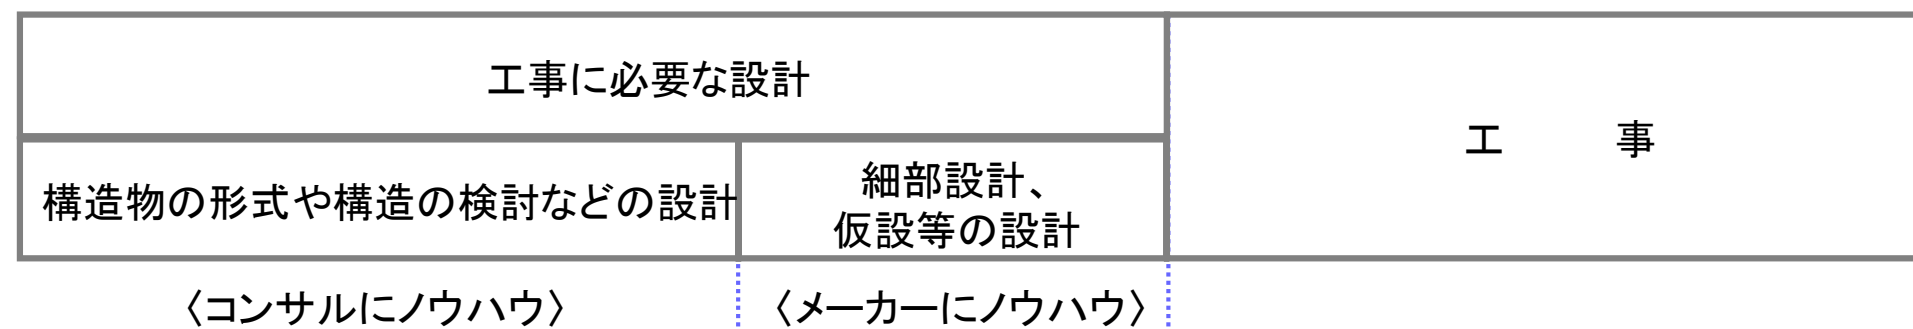 工事に必要な設計
工　　事
構造物の形式や構造の検討などの設計
細部設計、
仮設等の設計
〈コンサルにノウハウ〉
〈メーカーにノウハウ〉